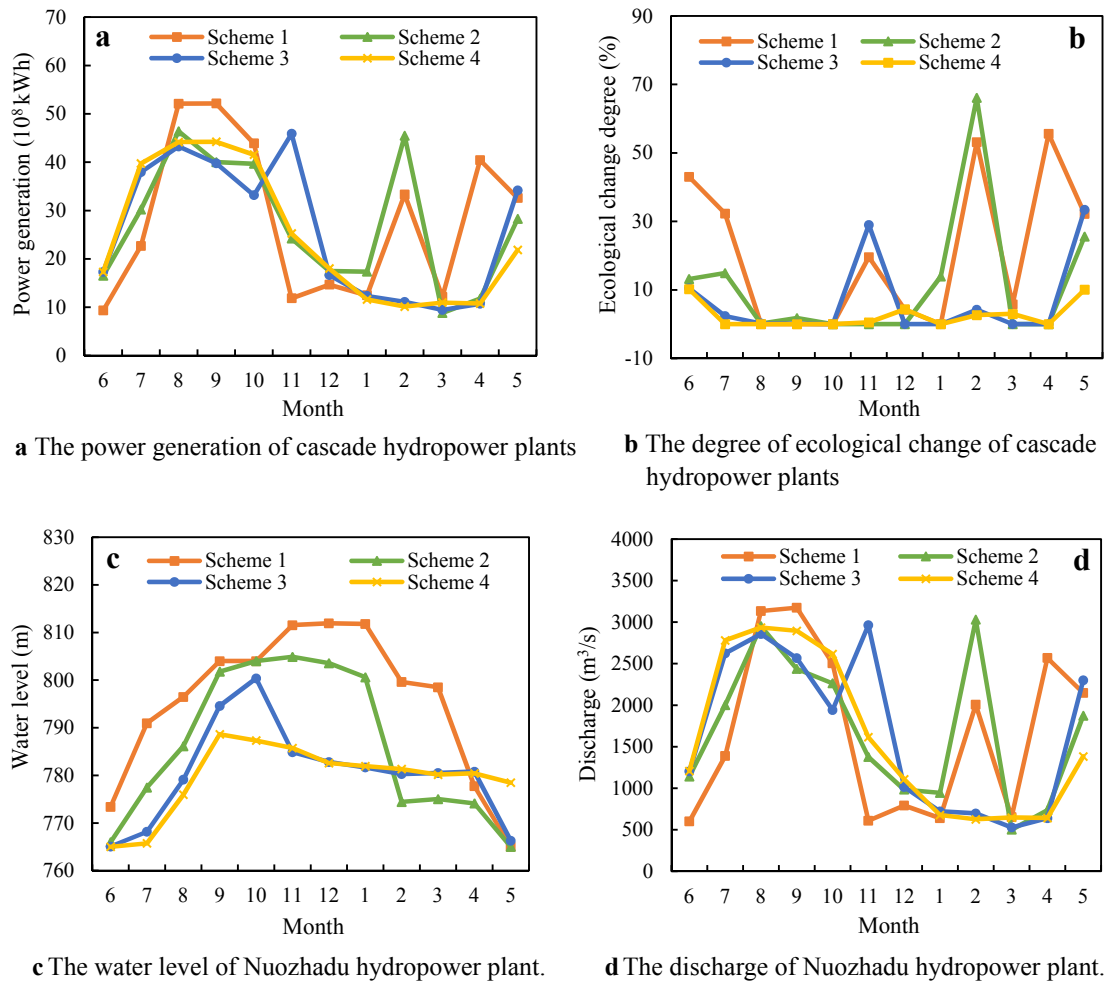 a
Scheme 1
Scheme 2
Scheme 3
Scheme 4
Power generation (10⁸kWh)
70
60
50
40
30
20
10
0
6 7 8 9 10 11 12 1 2 3 4 5
Month
a The power generation of cascade hydropower plants
b
Scheme 1
Scheme 2
Scheme 3
Scheme 4
Ecological change degree (%)
90
70
50
30
10
-10
6 7 8 9 10 11 12 1 2 3 4 5
Month
b The degree of ecological change of cascade
hydropower plants
c
Scheme 1
Scheme 2
Scheme 3
Scheme 4
Water level (m)
830
820
810
800
790
780
770
760
6 7 8 9 10 11 12 1 2 3 4 5
Month
c The water level of Nuozhadu hydropower plant.
d
Scheme 1
Scheme 2
Scheme 3
Scheme 4
Discharge (m³/s)
4000
3500
3000
2500
2000
1500
1000
500
0
6 7 8 9 10 11 12 1 2 3 4 5
Month
d The discharge of Nuozhadu hydropower plant.